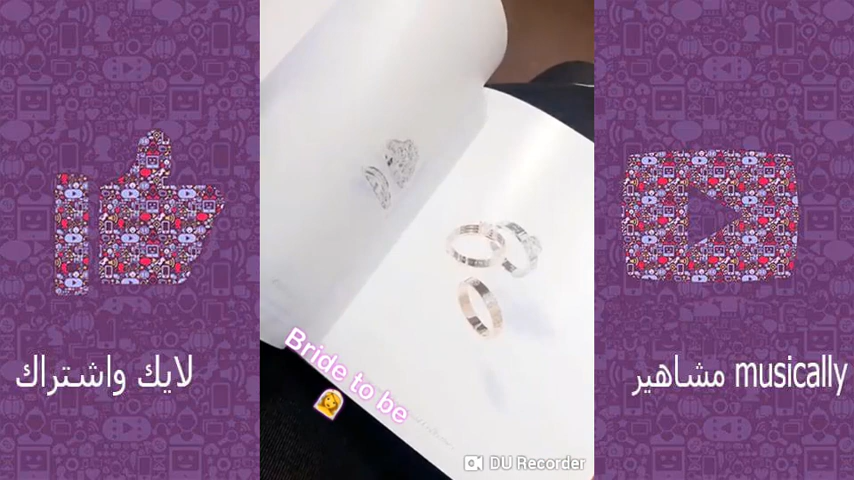 لايك واشتراك
Bride to be
DU Recorder
مشاهير musically